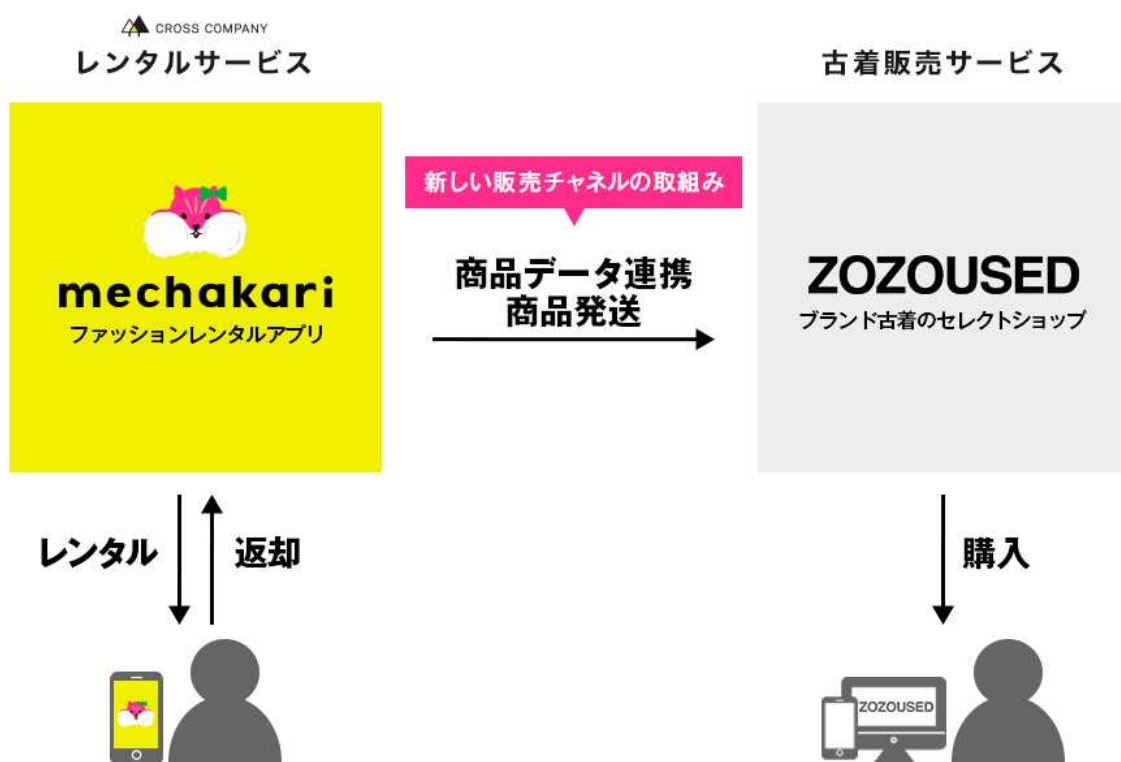 CROSS COMPANY
レンタルサービス
古着販売サービス
新しい販売チャネルの取組み
mechakari
ファッションレンタルアプリ
商品データ連携
商品発送
ZOZOUSED
ブランド古着のセレクトショップ
レンタル
返却
購入
ZOZOUSED